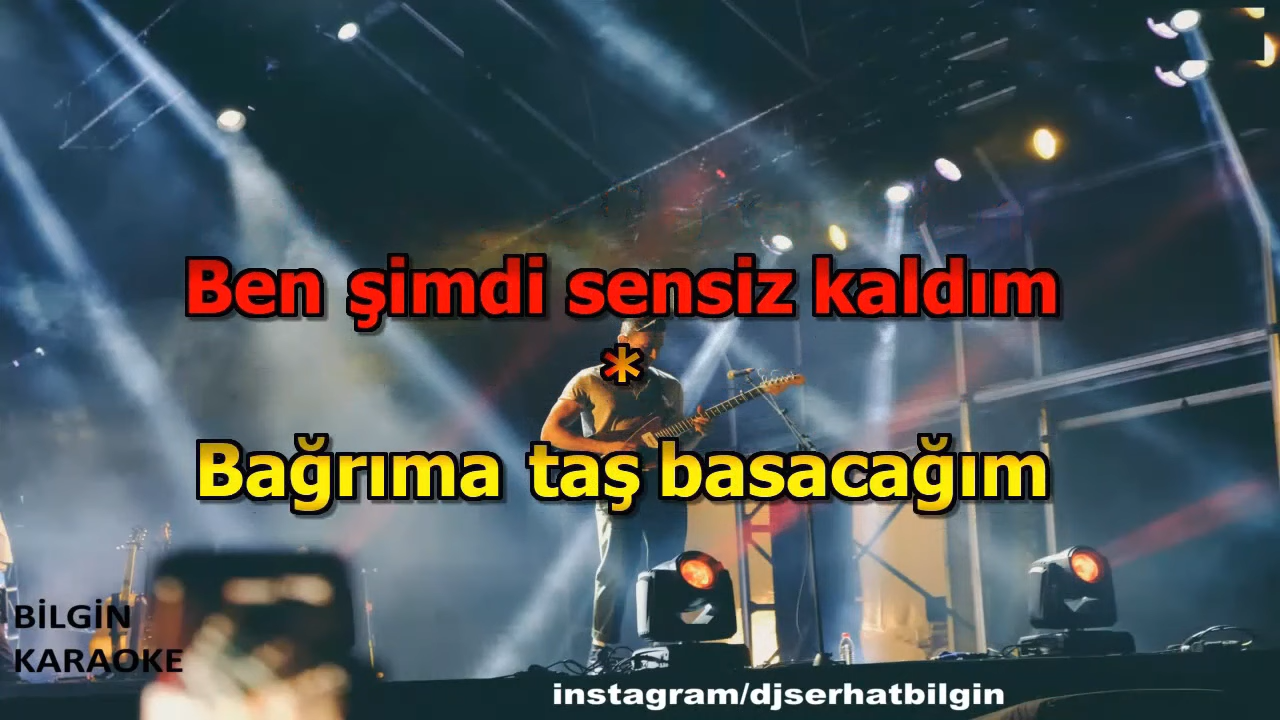 Ben şimdi sensiz kaldım
*
Bağrıma taş basacağım
BİLGİN
KARAOKE
instagram/djserhatbilgin